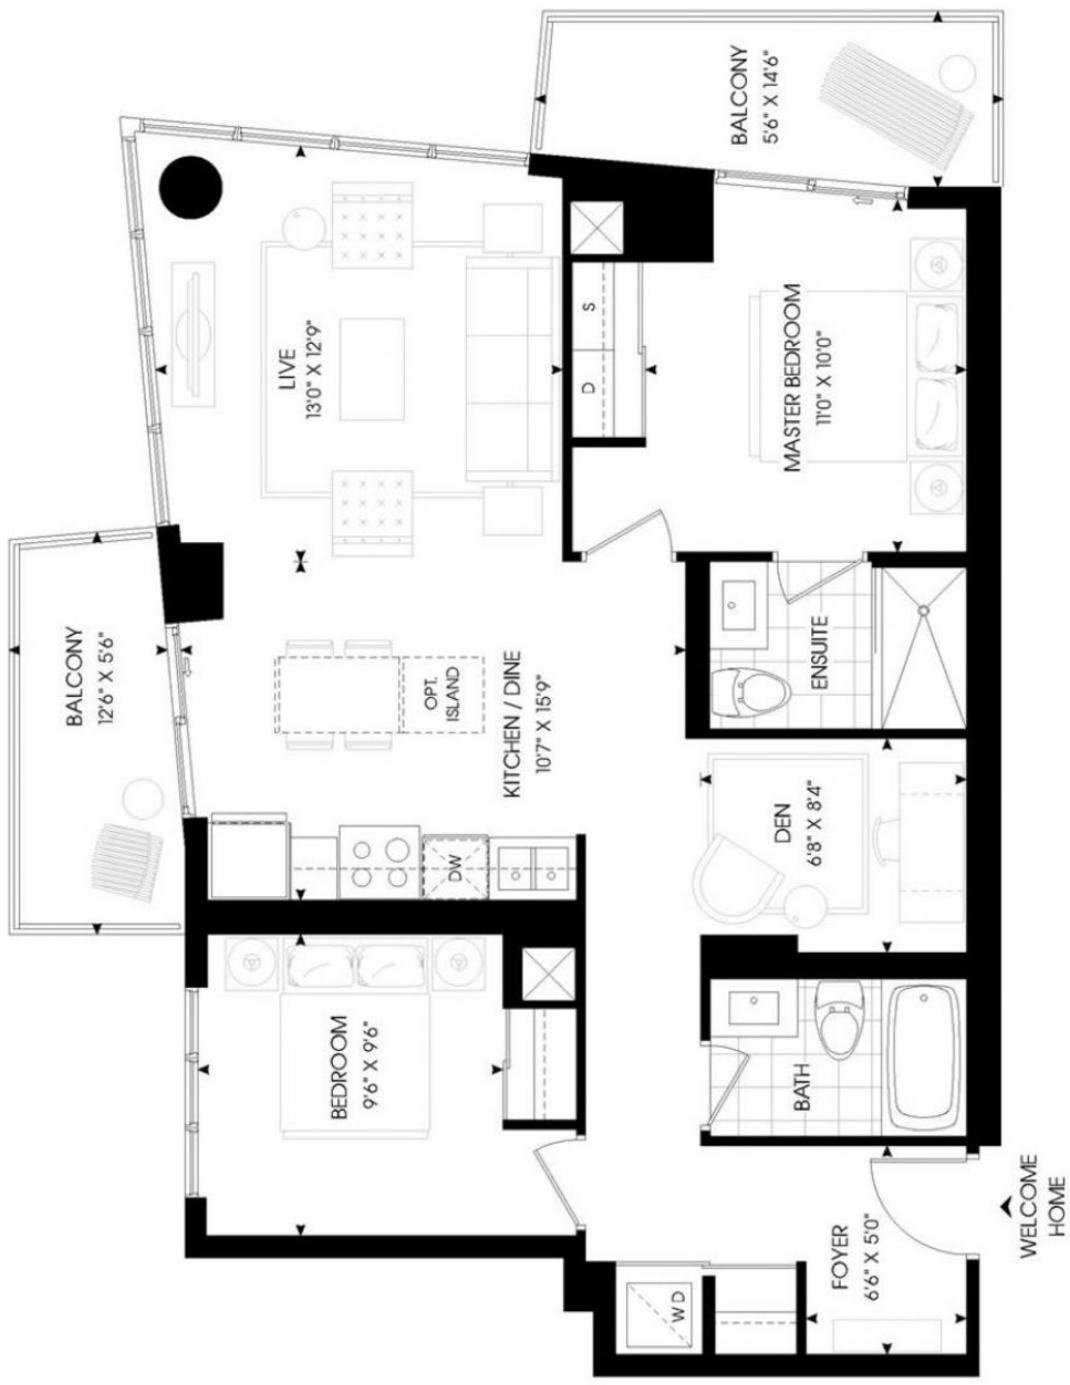 BALCONY
5'6" X 14'6"
LIVE
13'0" X 12'9"
S
D
MASTER BEDROOM
11'0" X 10'0"
BALCONY
12'6" X 5'6"
OPT.
ISLAND
KITCHEN / DINE
10'7" X 15'9"
ENSUITE
DW
DEN
6'8" X 8'4"
BEDROOM
9'6" X 9'6"
BATH
FOYER
6'6" X 5'0"
W D
WELCOME
HOME